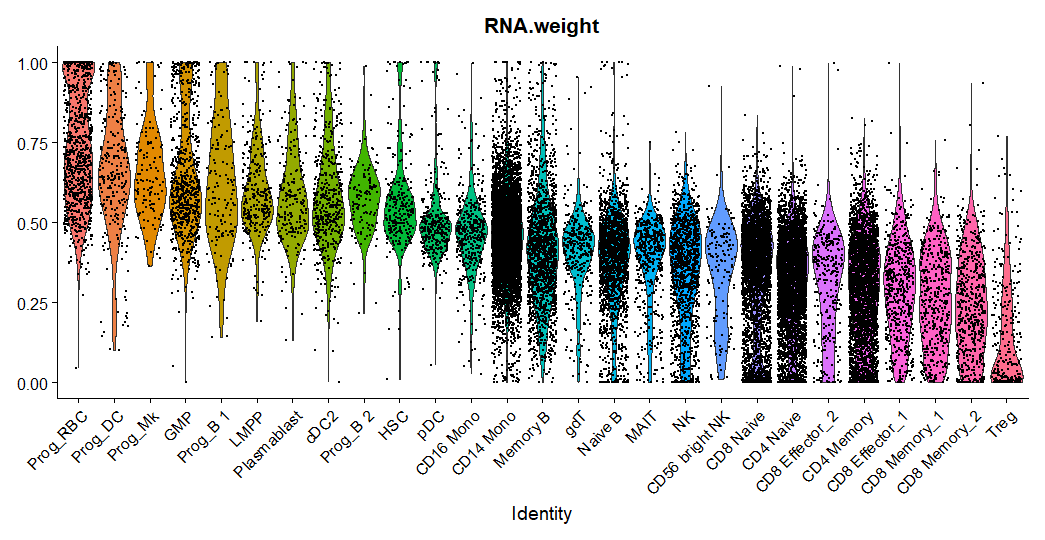 RNA.weight
1.00
0.75
0.50
0.25
0.00
Prog_RBC
Prog_DC
Prog_Mk
GMP
Prog_B 1
LMPP
Plasmablast
cDC2
Prog_B 2
HSC
pDC
CD16 Mono
CD14 Mono
Memory B
gdT
Naive B
MAIT
NK
CD56 bright NK
CD8 Naive
CD4 Naive
CD8 Effector_2
CD4 Memory
CD8 Effector_1
CD8 Memory_1
CD8 Memory_2
Treg
Identity